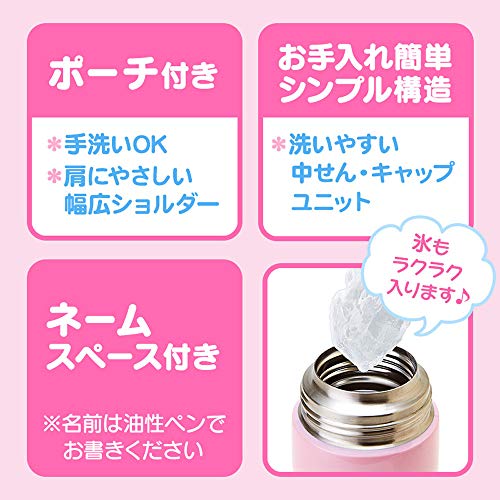 ポーチ付き
*手洗いOK
*肩にやさしい
幅広ショルダー
お手入れ簡単
シンプル構造
*洗いやすい
中せん・キャップ
ユニット
ネーム
スペース付き
※名前は油性ペンで
お書きください
氷も
ラクラク
入ります♪